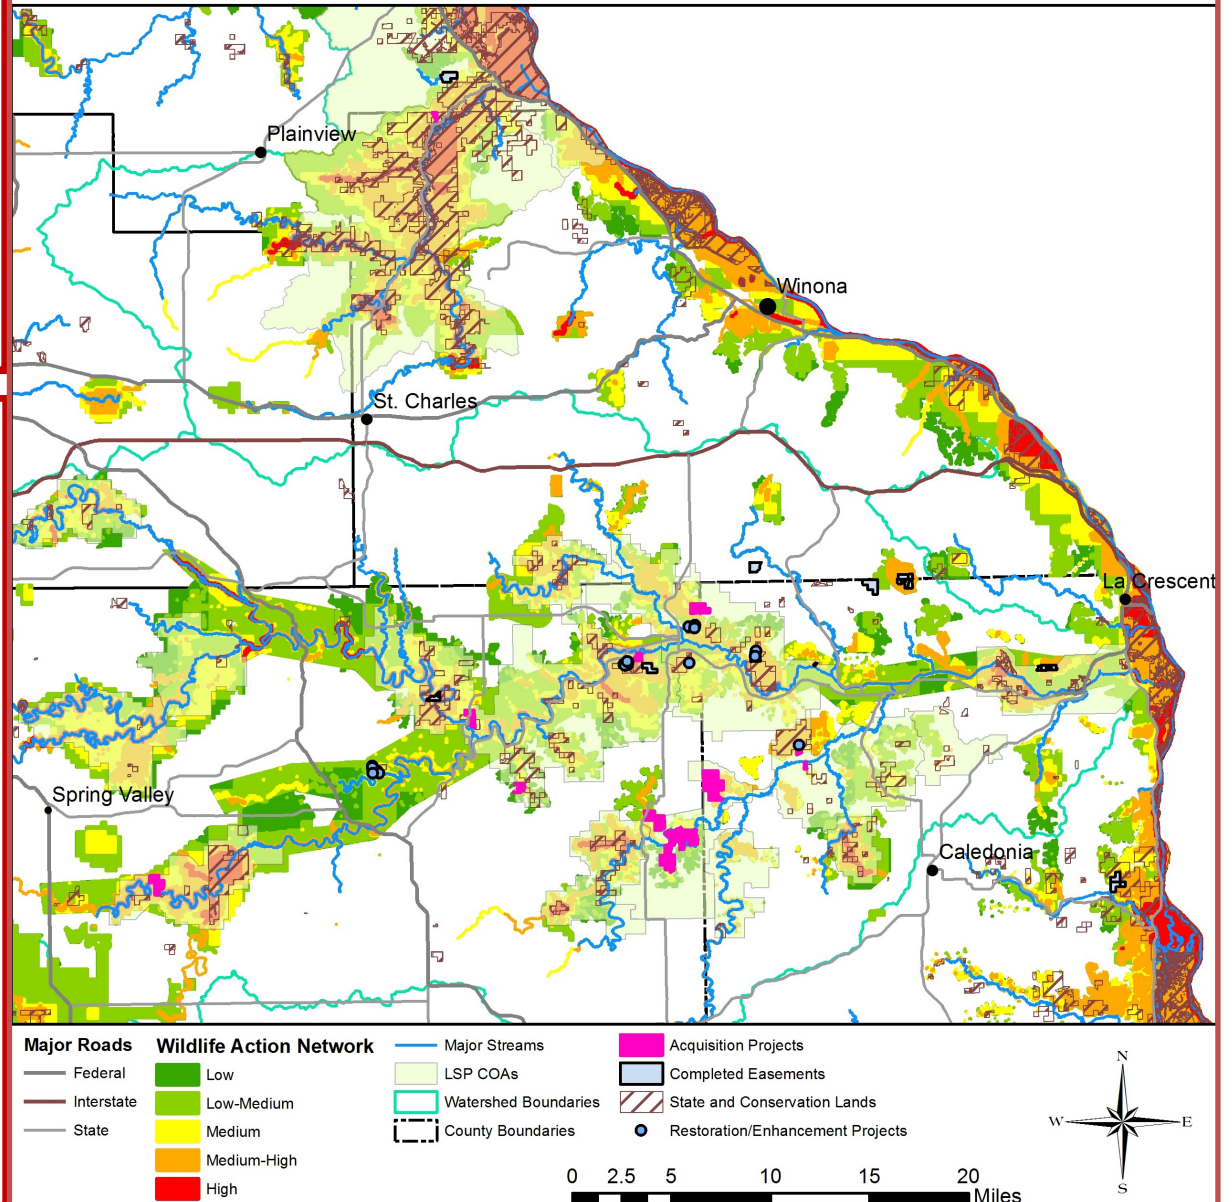 Plainview
Winona
St. Charles
La Crescent
Spring Valley
Caledonia
Major Roads
Federal
Interstate
State
Wildlife Action Network
Low
Low-Medium
Medium
Medium-High
High
Major Streams
LSP COAs
Watershed Boundaries
County Boundaries
Acquisition Projects
Completed Easements
State and Conservation Lands
Restoration/Enhancement Projects
N
W E
S
0 2.5 5 10 15 20
Miles